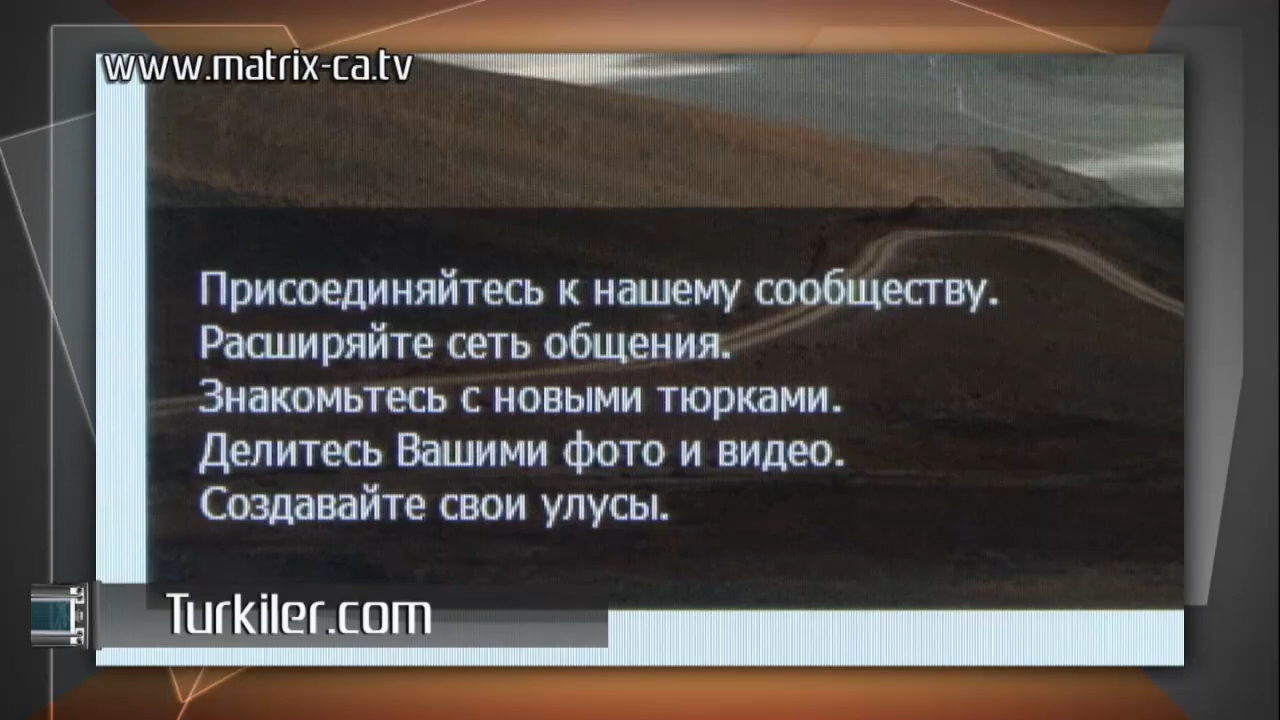 www.matrix-ca.tv
Присоединяйтесь к нашему сообществу.
Расширяйте сеть общения.
Знакомьтесь с новыми тюрками.
Делитесь Вашими фото и видео.
Создавайте свои улусы.
Turkiler.com